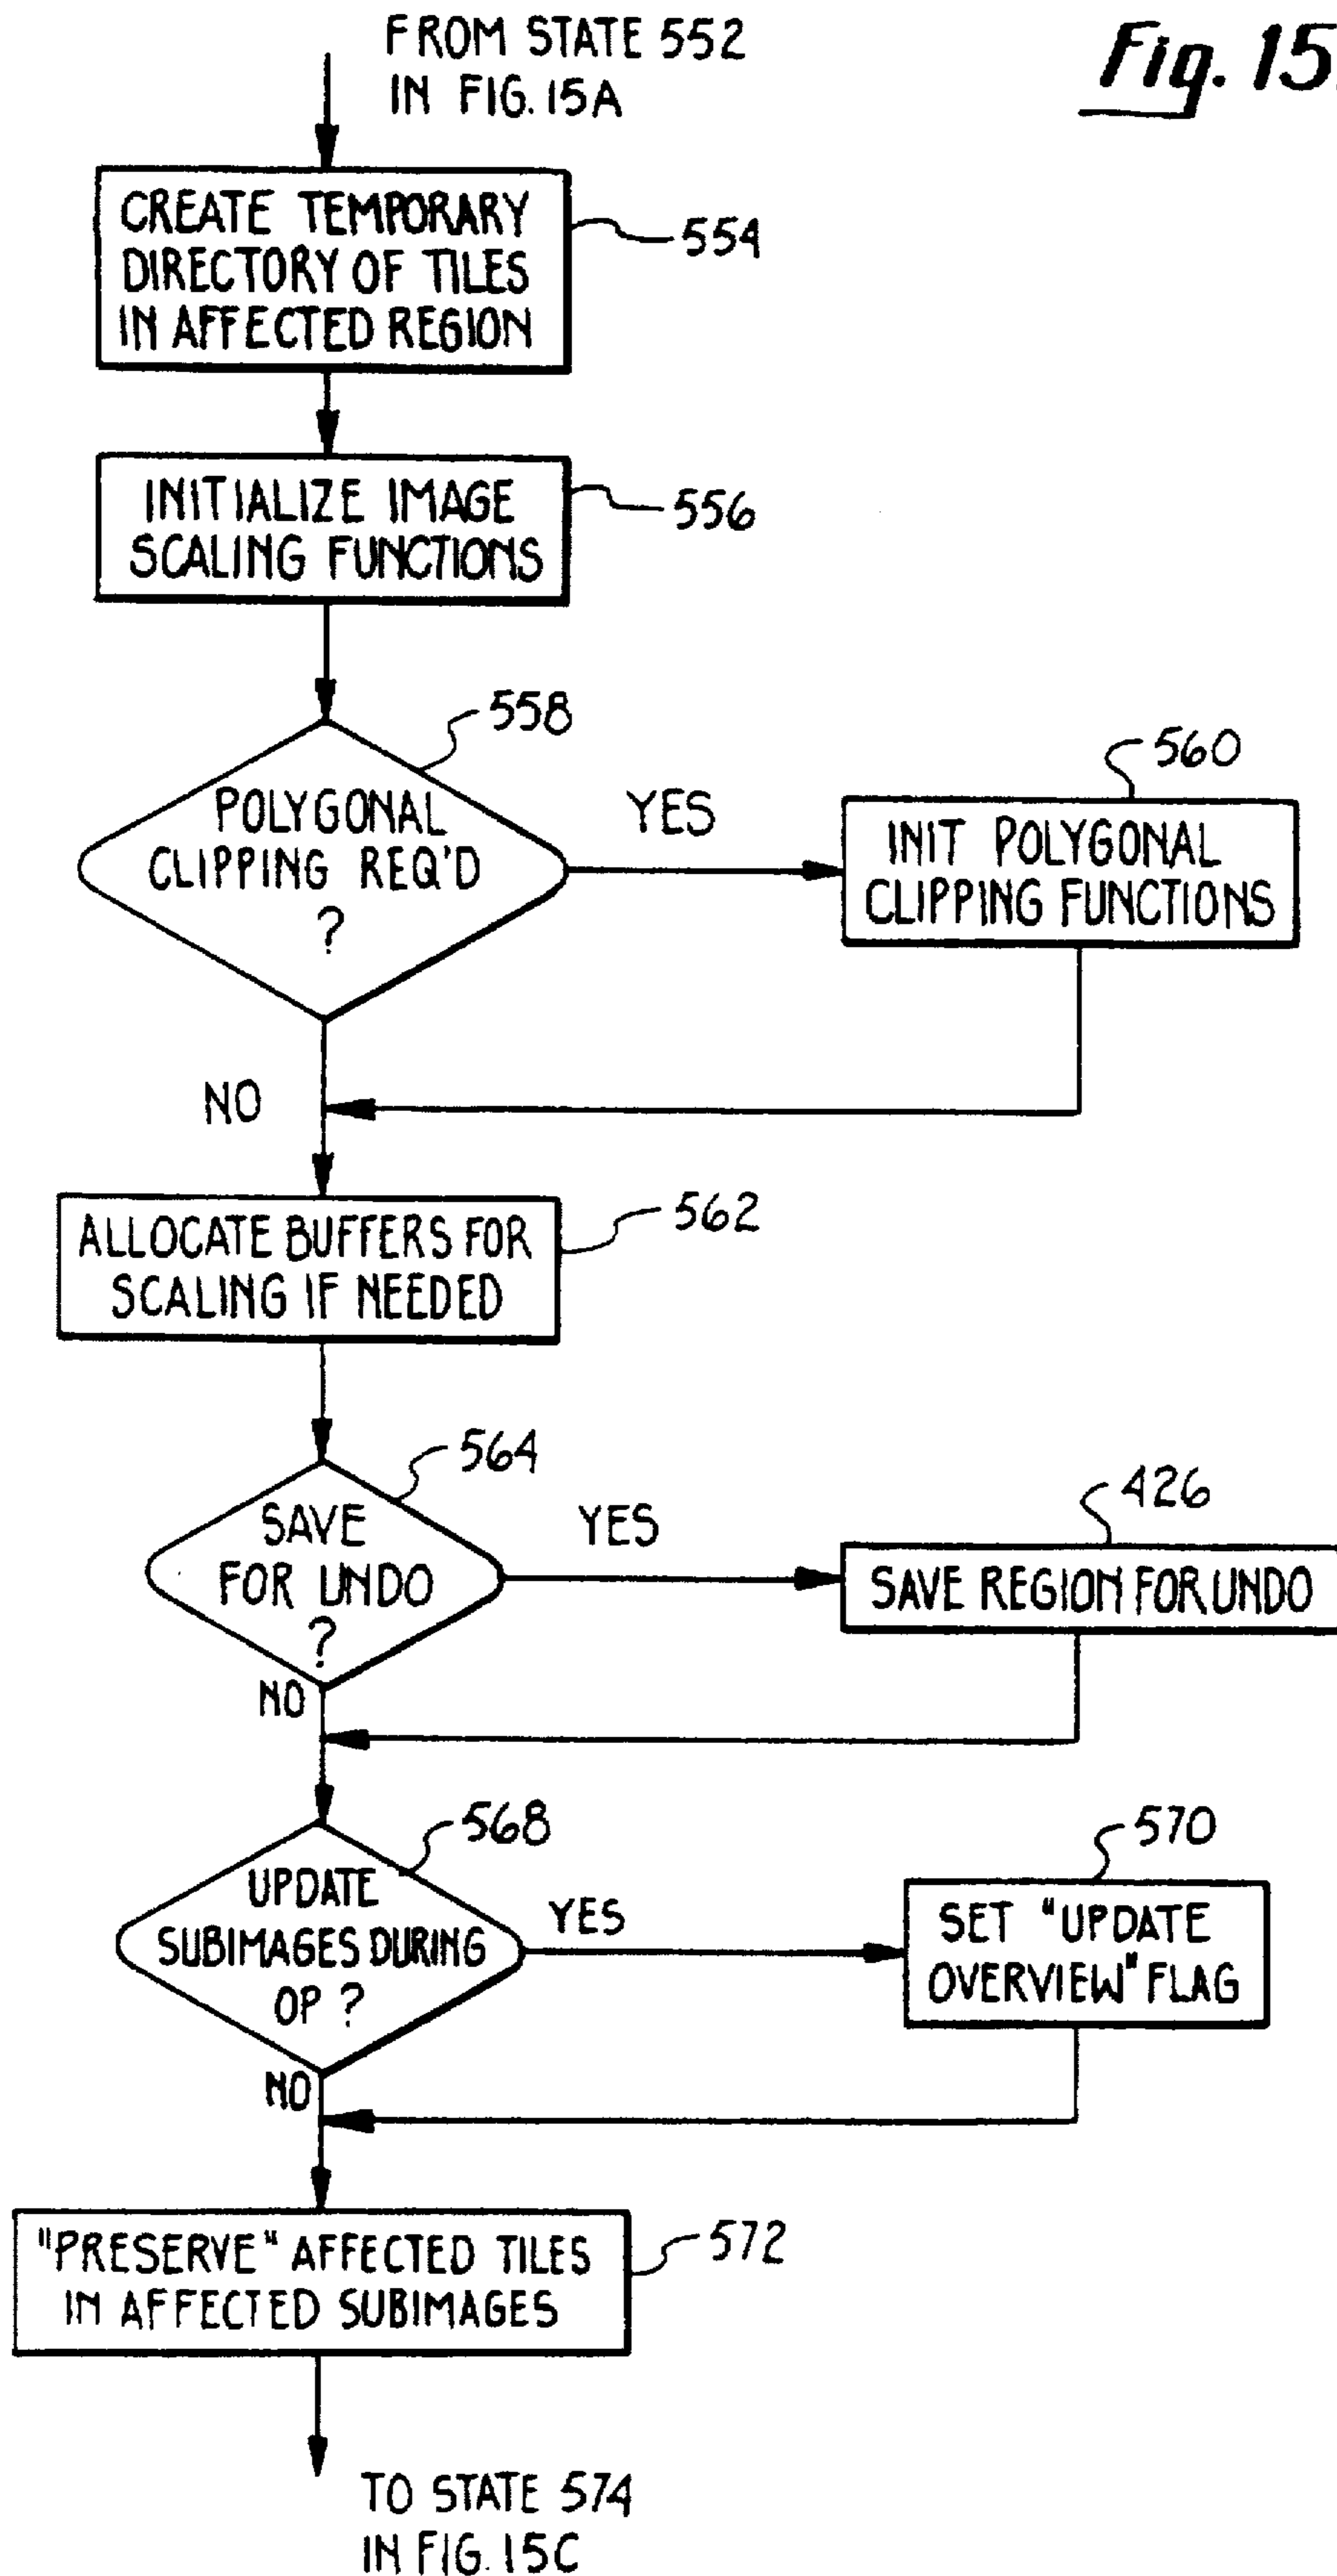 FROM STATE 552
IN FIG. 15A
Fig. 15
CREATE TEMPORARY
DIRECTORY OF TILES
IN AFFECTED REGION
554
INITIALIZE IMAGE
SCALING FUNCTIONS
556
558
POLYGONAL
CLIPPING REQ'D
?
YES
560
INIT POLYGONAL
CLIPPING FUNCTIONS
NO
ALLOCATE BUFFERS FOR
SCALING IF NEEDED
562
564
SAVE
FOR UNDO
?
YES
426
SAVE REGION FOR UNDO
NO
568
UPDATE
SUBIMAGES DURING
OP ?
YES
570
SET "UPDATE
OVERVIEW" FLAG
NO
"PRESERVE" AFFECTED TILES
IN AFFECTED SUBIMAGES
572
TO STATE 574
IN FIG. 15C